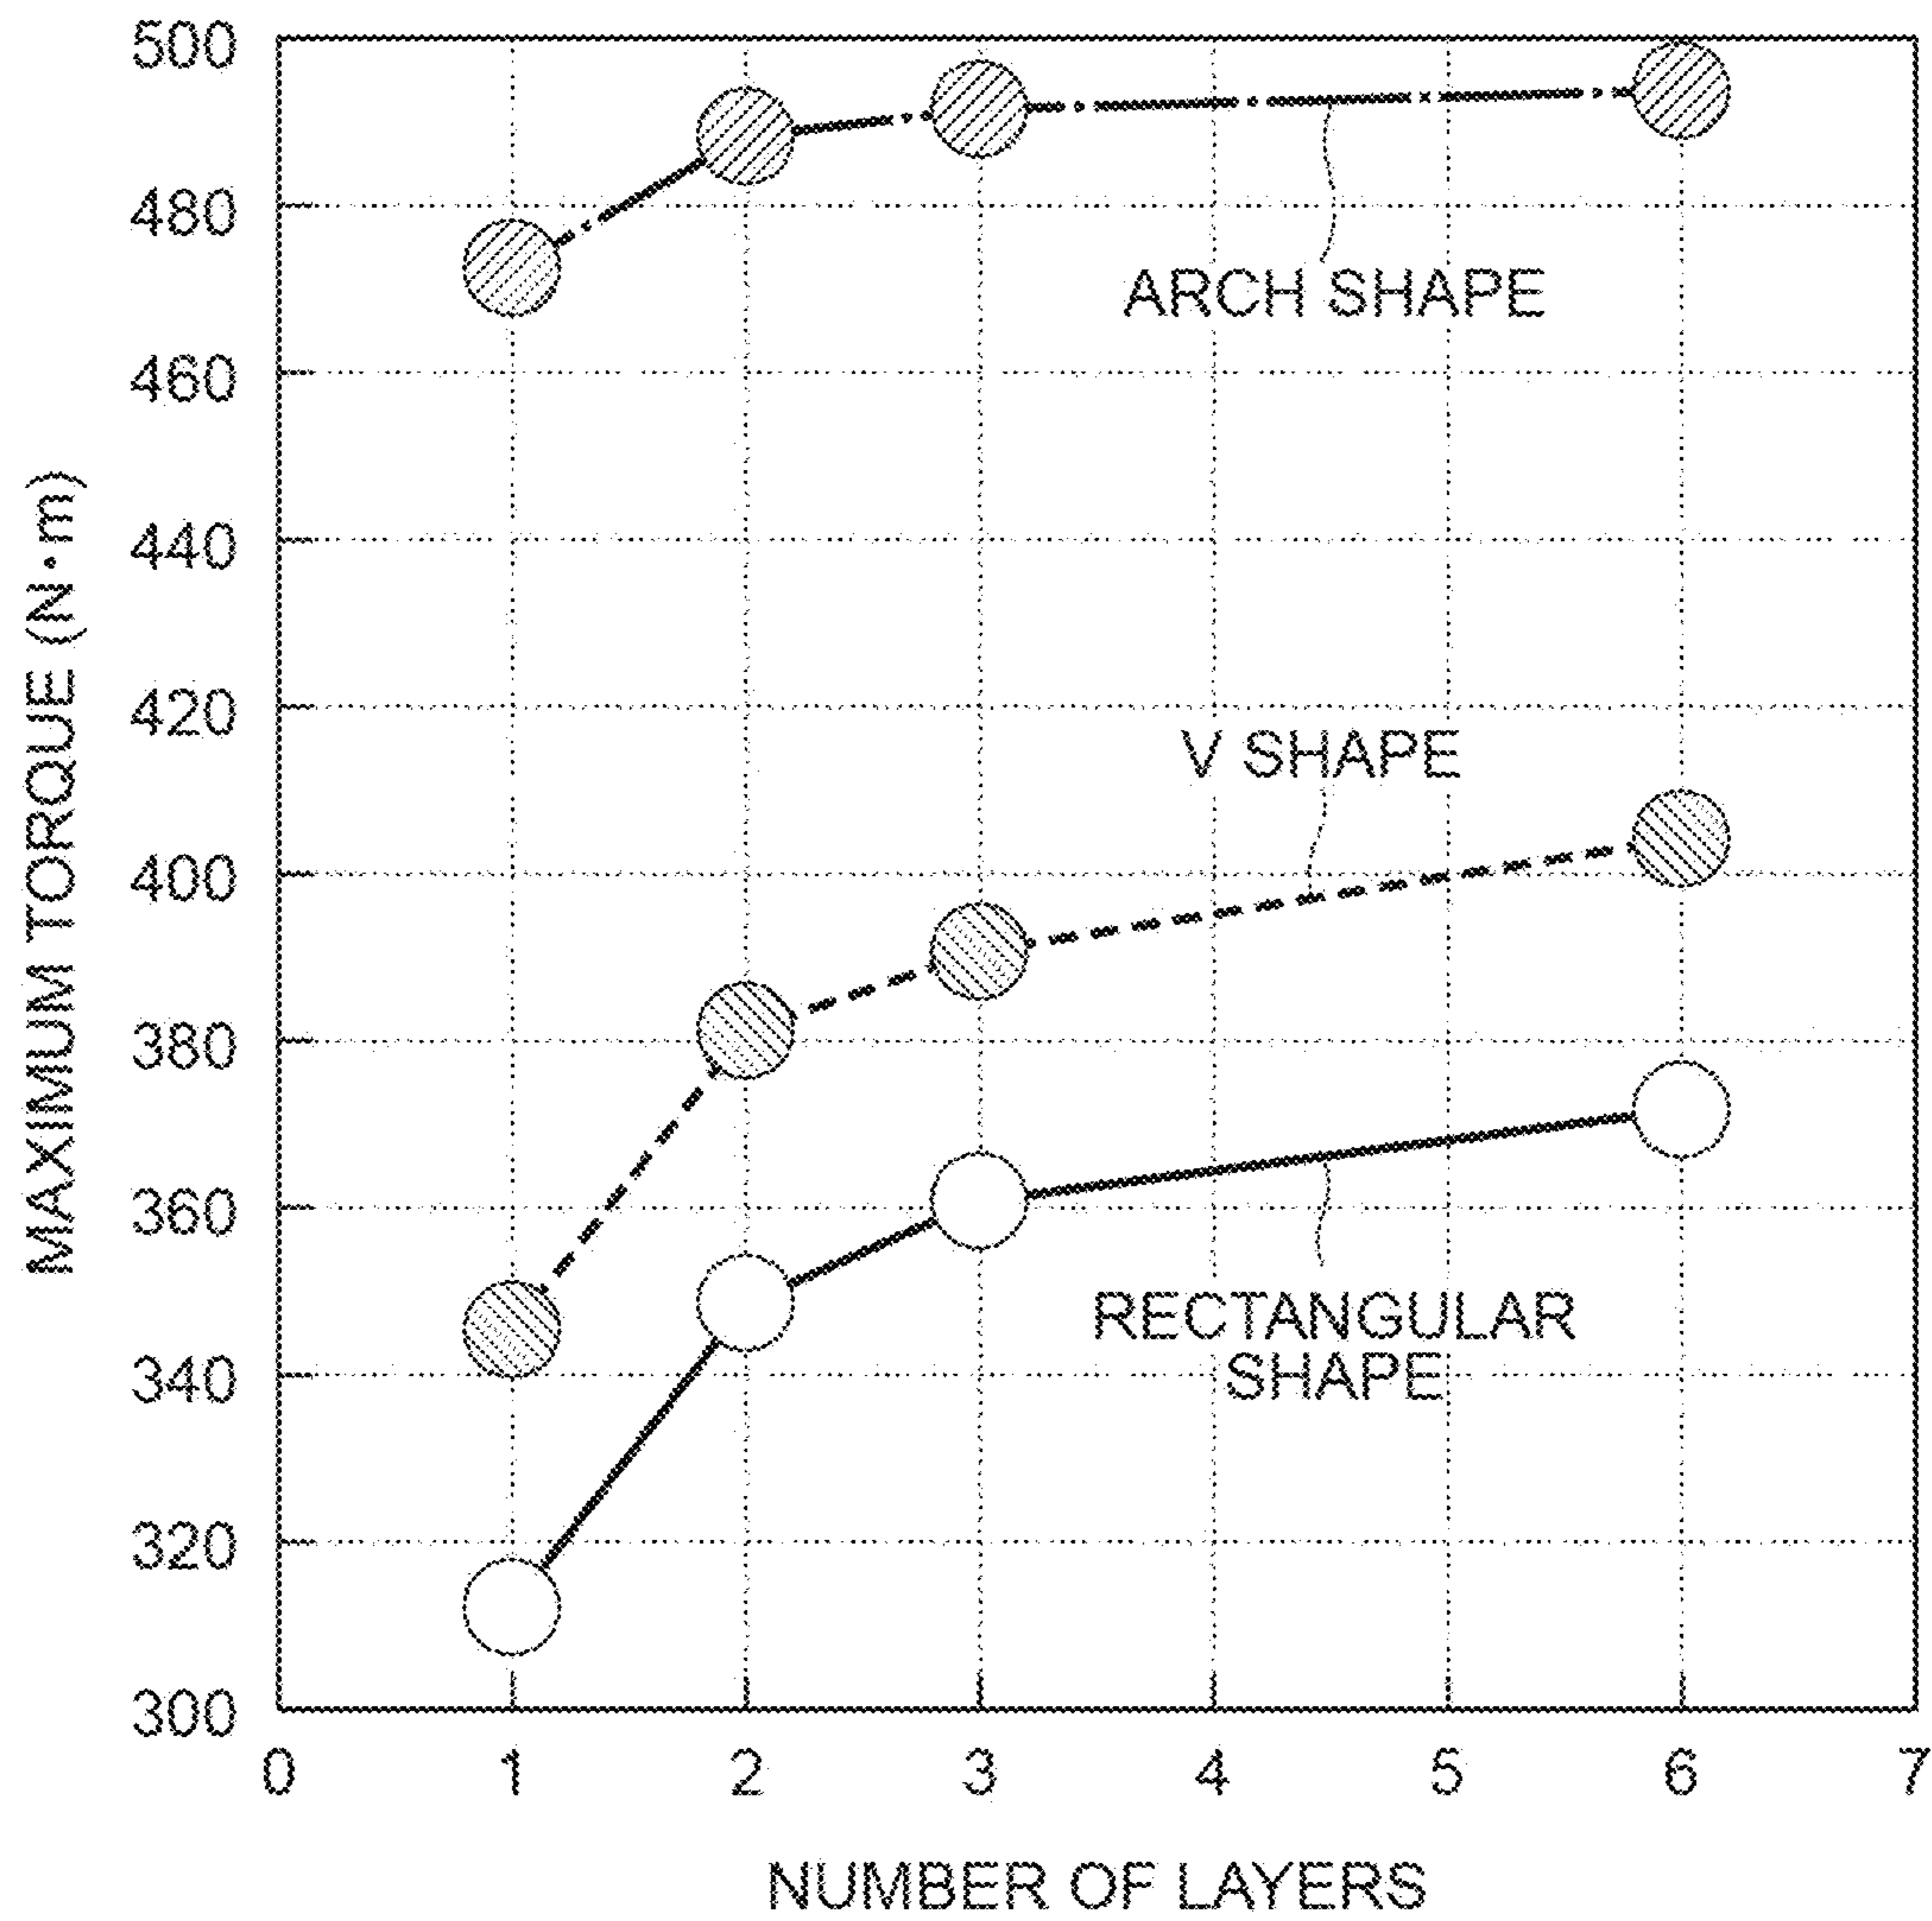 500
480
460
440
420
400
380
360
340
320
300
MAXIMUM TORQUE (N·m)
ARCH SHAPE
V SHAPE
RECTANGULAR
SHAPE
0 1 2 3 4 5 6 7
NUMBER OF LAYERS